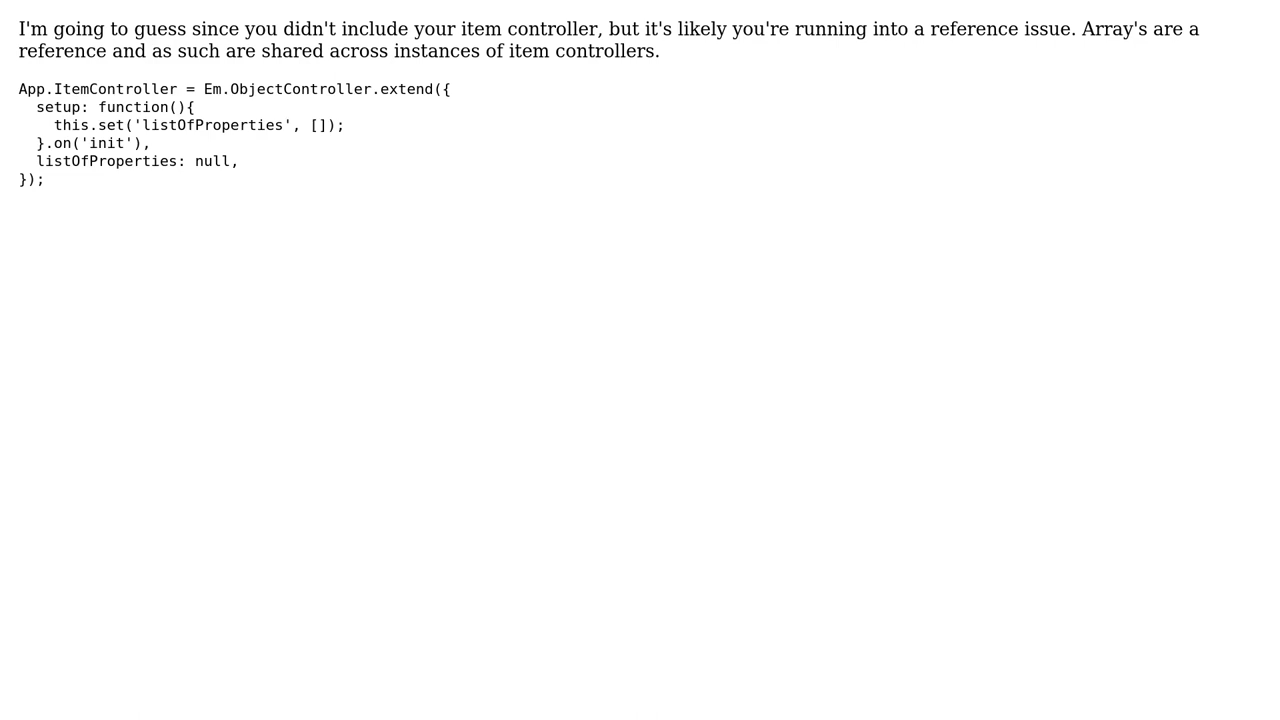 I'm going to guess since you didn't include your item controller, but it's likely you're running into a reference issue. Array's are a
reference and as such are shared across instances of item controllers.
App.ItemController = Em.ObjectController.extend({
  setup: function(){
    this.set('listOfProperties', []);
  }.on('init'),
  listOfProperties: null,
});